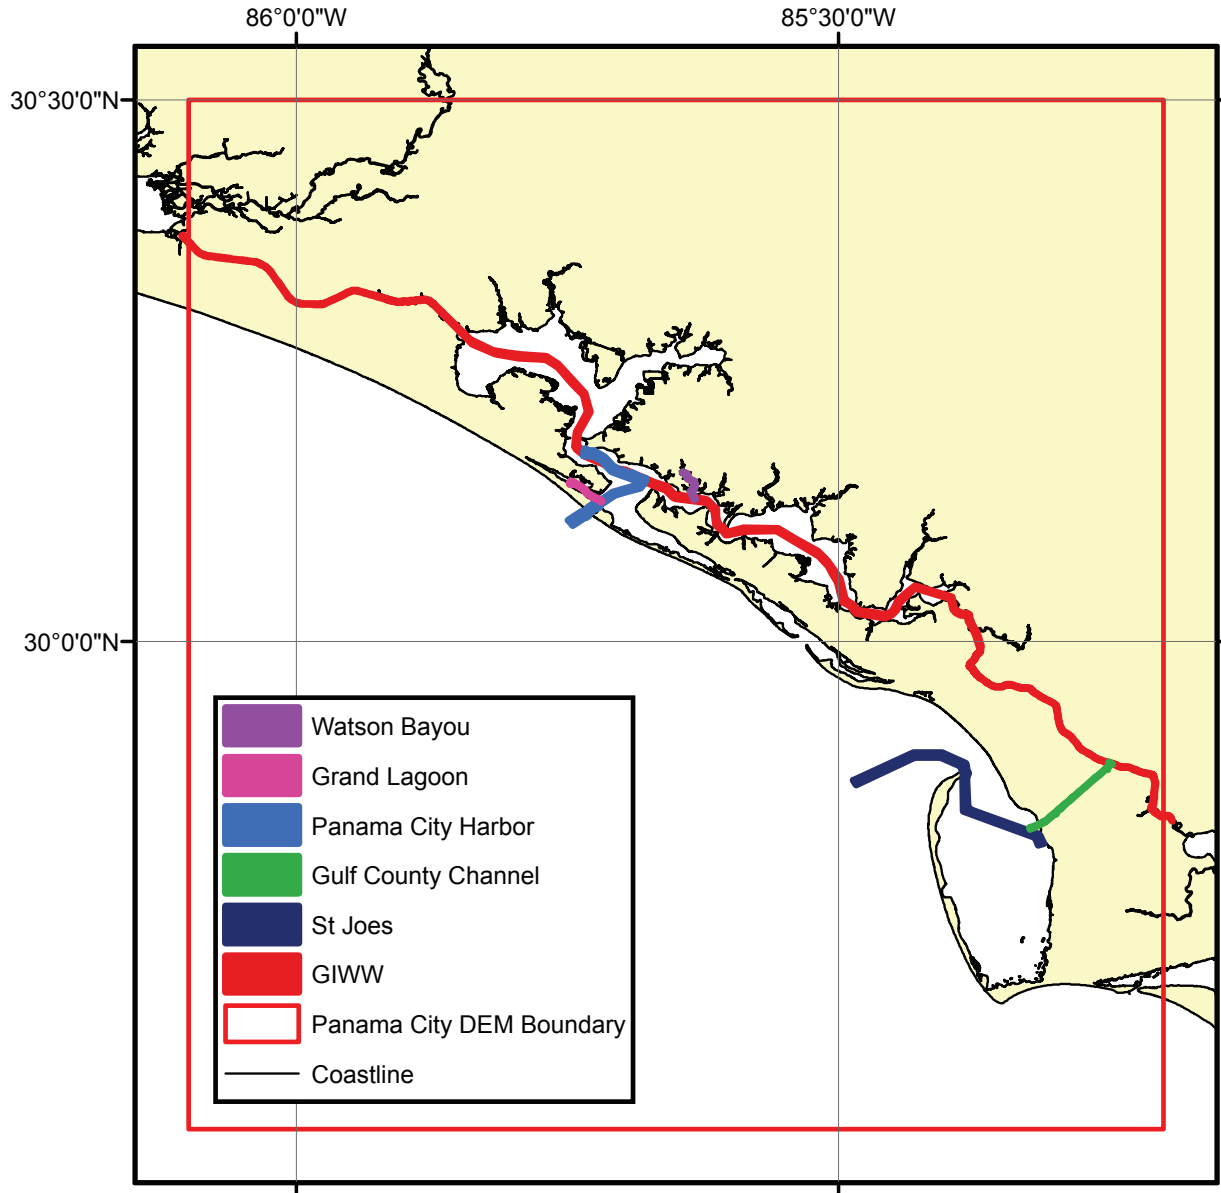 86°0'0"W
85°30'0"W
30°30'0"N
30°0'0"N
Watson Bayou
Grand Lagoon
Panama City Harbor
Gulf County Channel
St Joes
GIWW
Panama City DEM Boundary
Coastline